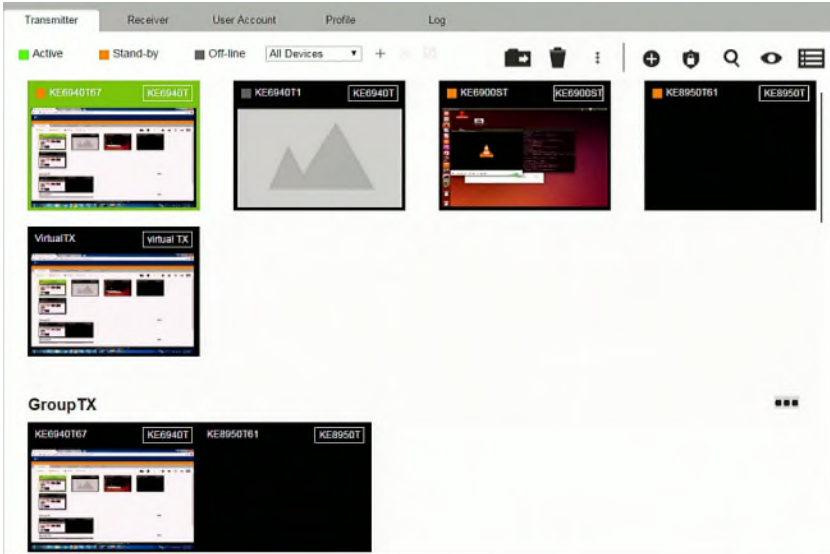 Transmitter Receiver User Account Profile Log
Active Stand-by Off-line All Devices
KE6940T67 KE6940T KE6940T1 KE6940T KE6900ST KE6900ST KE8950T61 KE8950T
VirtualTX virtual TX
GroupTX
KE6940T67 KE6940T KE8950T61 KE8950T